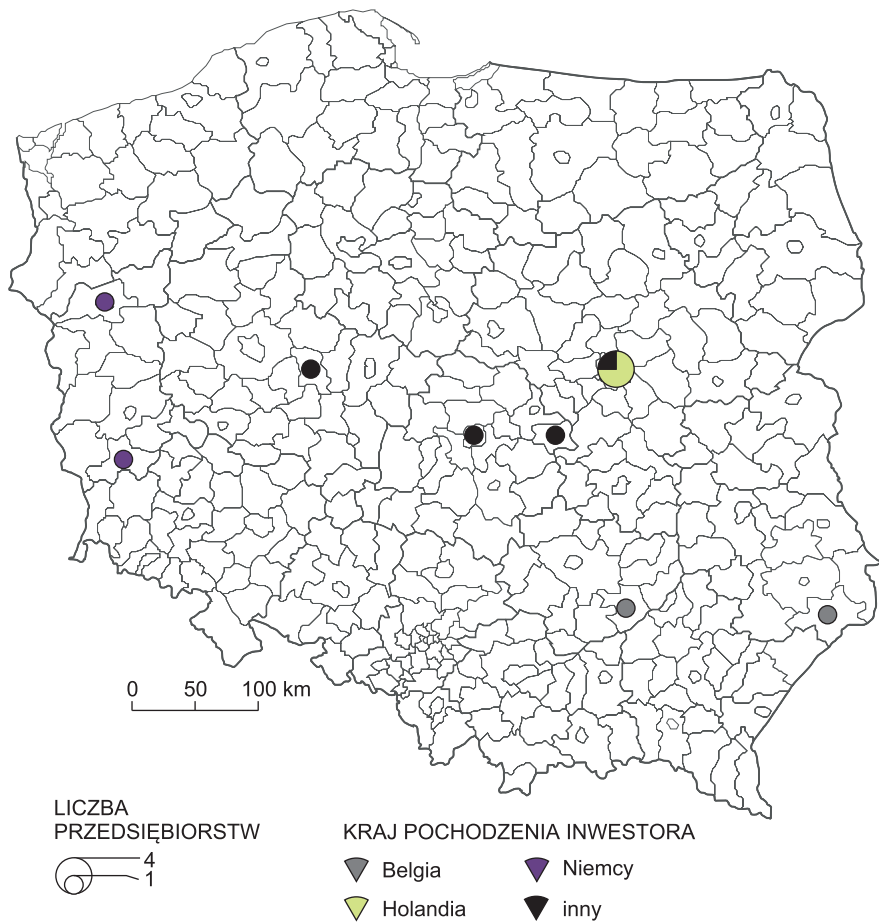 0 50 100 km
LICZBA
PRZEDSIĘBIORSTW
4
1
KRAJ POCHODZENIA INWESTORA
Belgia
Niemcy
Holandia
inny